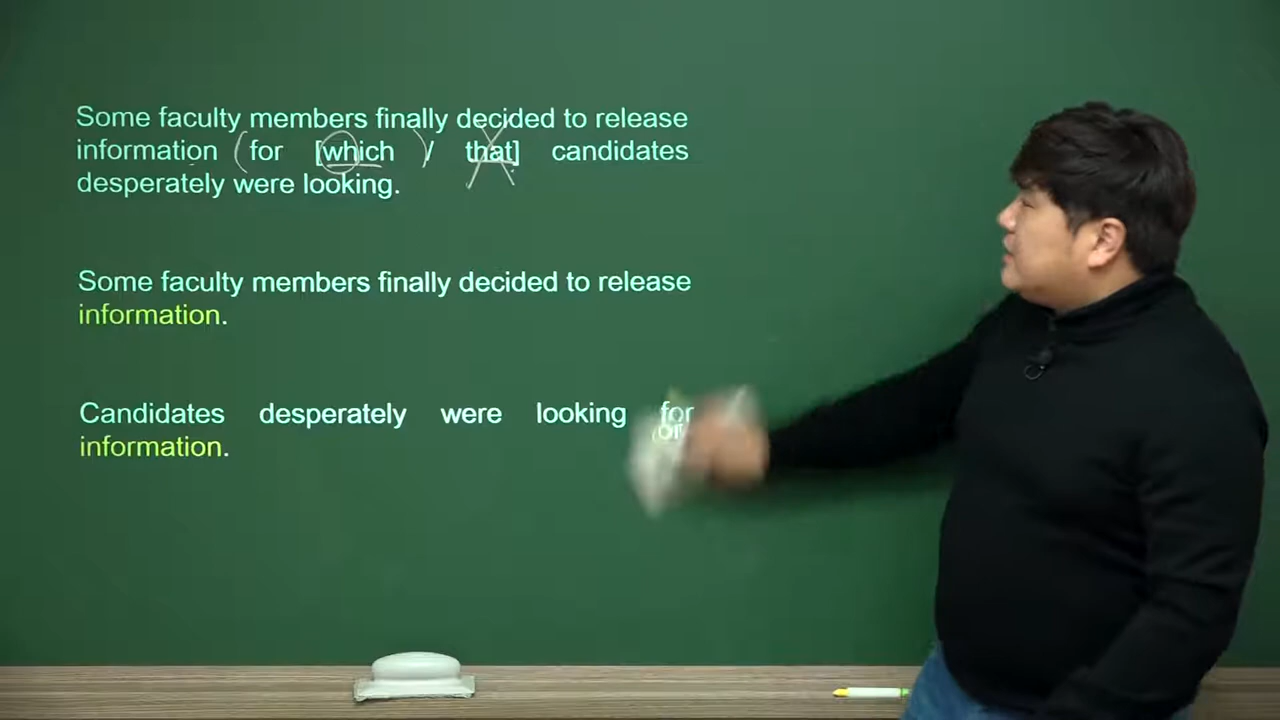 Some faculty members finally decided to release
information (for [which ) / that] candidates
desperately were looking.
Some faculty members finally decided to release
information.
Candidates desperately were looking for
information.